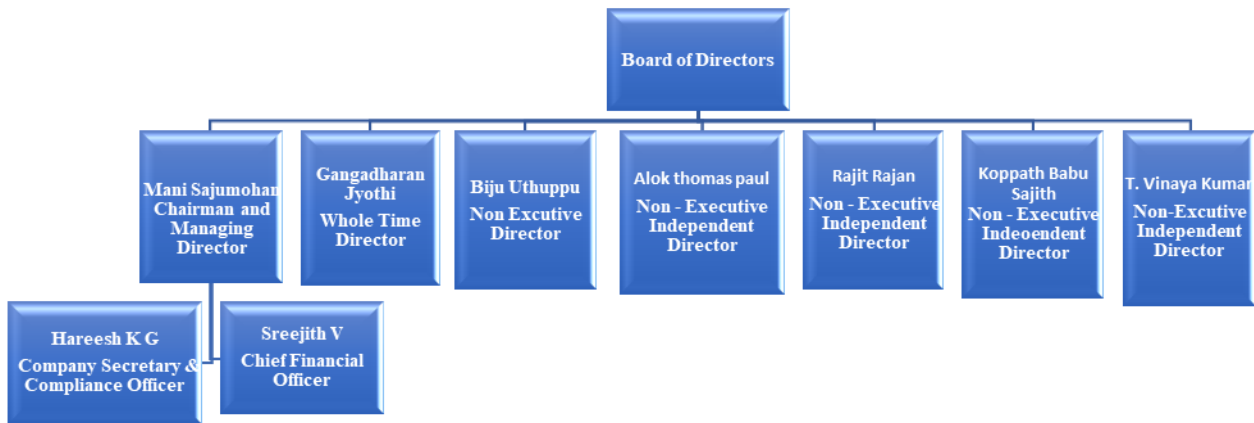 Board of Directors
Mani Sajumohan
Chairman and
Managing
Director
Gangadharan
Jyothi
Whole Time
Director
Biju Uthuppu
Non Excutive
Director
Alok thomas paul
Non - Executive
Independent
Director
Rajit Rajan
Non - Executive
Independent
Director
Koppath Babu
Sajith
Non - Executive
Indeoendent
Director
T. Vinaya Kumar
Non-Excutive
Independent
Director
Hareesh K G
Company Secretary &
Compliance Officer
Sreejith V
Chief Financial
Officer